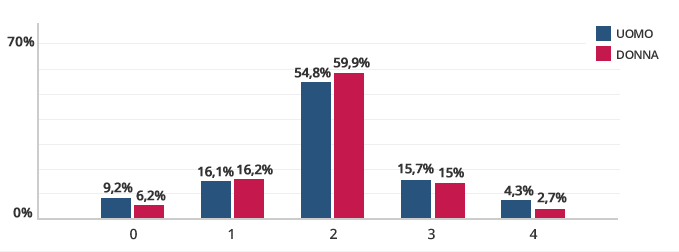 70%
UOMO
DONNA
54,8% 59,9%
9,2% 6,2%
16,1% 16,2%
15,7% 15%
4,3% 2,7%
0%
0 1 2 3 4